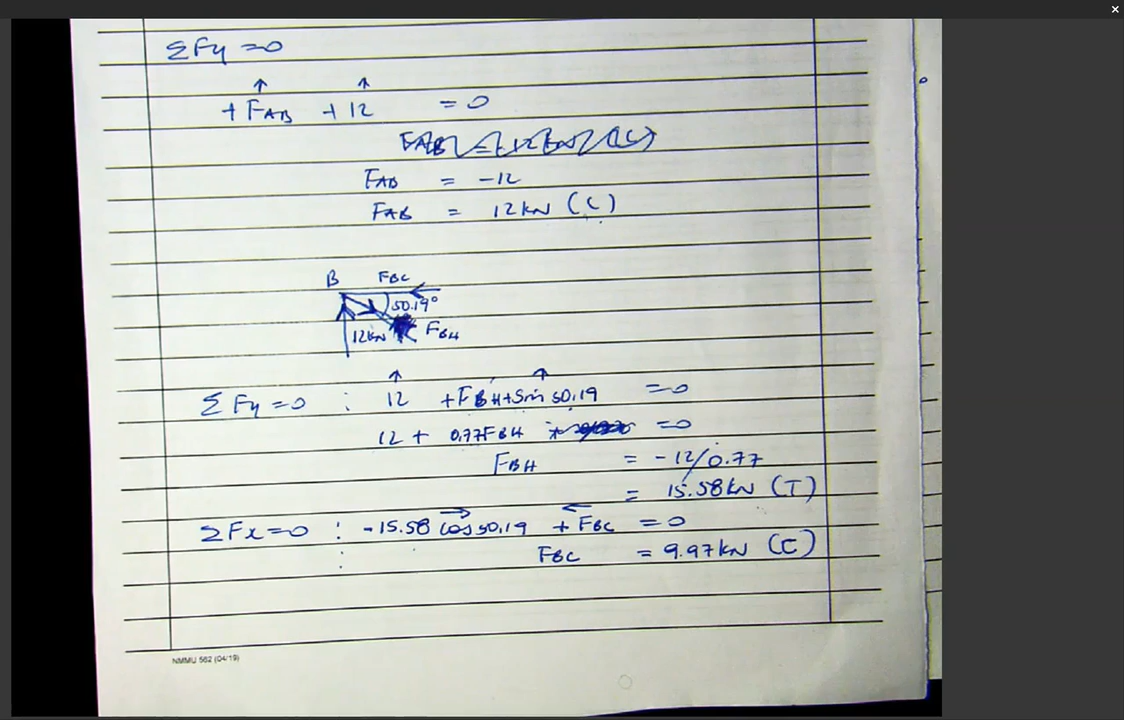 ΣFy = 0
↑ ↑
+ FAB + 12 = 0
FAB = -12
FAB = 12kN (C)
B FBC
50.19°
12kN FBH
↑ ↑
ΣFy = 0 : 12 + FBH + Sin 50,19 = 0
12 + 0.77FBH = 0
FBH = -12/0.77
= 15.58kN (T)
→ ←
ΣFx = 0 : -15.58 cos 50,19 + FBC = 0
FBC = 9.97kN (C)
NMMU 562 (04/19)